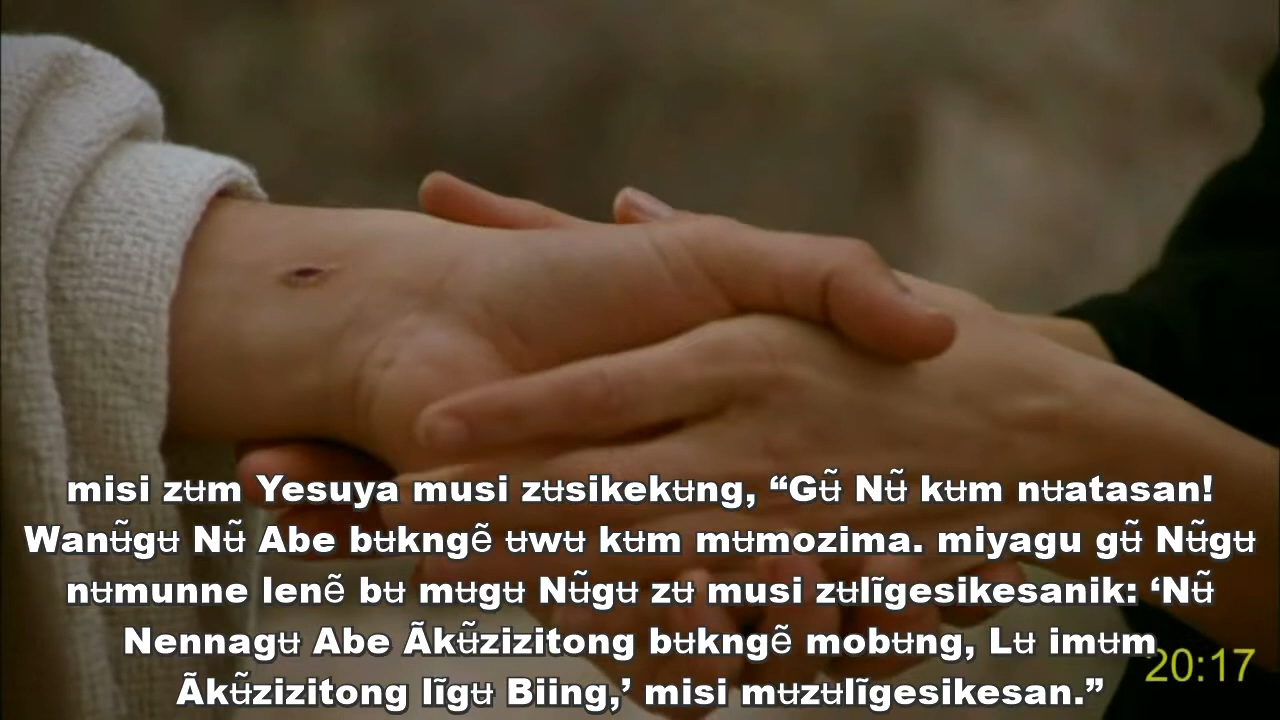 misi zʉm Yesuya musi zʉsikekʉng, “Gʉ̃ Nʉ̃ kʉm nʉatasan!
Wanʉ̃gʉ Nʉ̃ Abe bʉkngẽ ʉwʉ kʉm mʉmozima. miyagu gʉ̃ Nʉ̃gʉ
nʉmunne lenẽ bʉ mʉgʉ Nʉ̃gʉ zʉ musi zʉlĩgesikesanik: ‘Nʉ̃
Nennagʉ Abe Ãkʉ̃zizitong bʉkngẽ mobʉng, Lʉ imʉm
Ãkʉ̃zizitong lĩgʉ Biing,’ misi mʉzʉlĩgesikesan.”
20:17